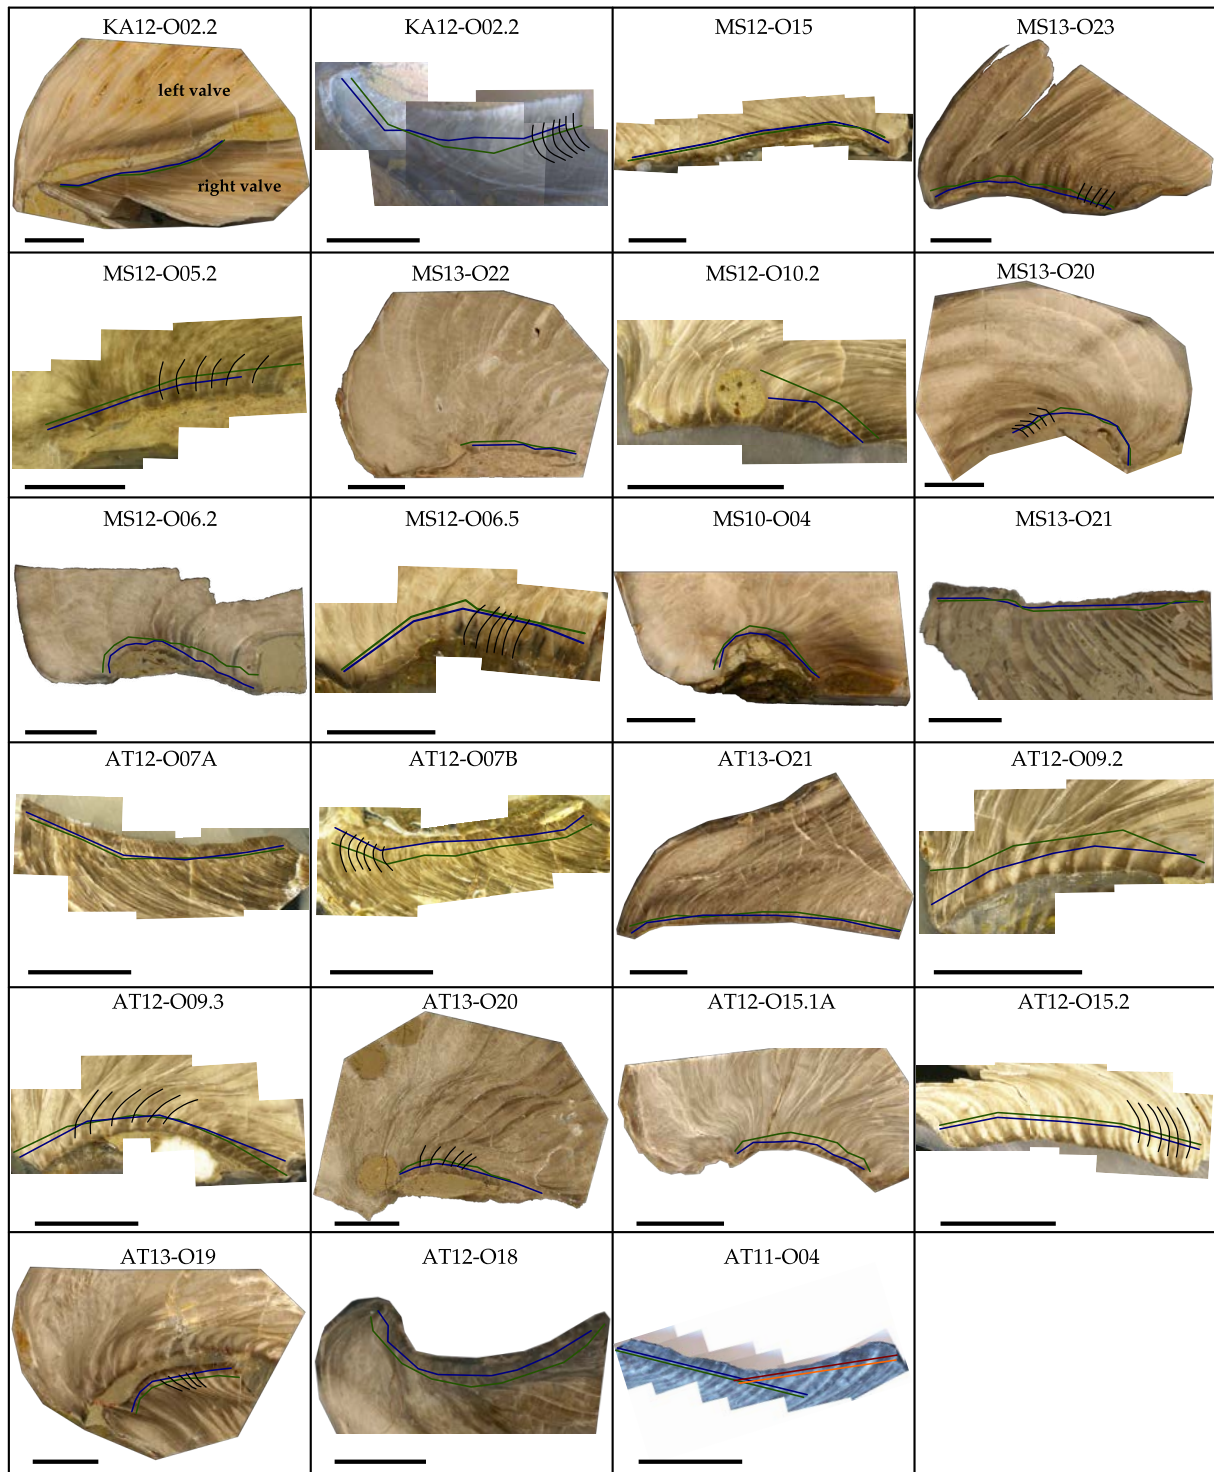 KA12-O02.2
KA12-O02.2
MS12-O15
MS13-O23
left valve
right valve
MS12-O05.2
MS13-O22
MS12-O10.2
MS13-O20
MS12-O06.2
MS12-O06.5
MS10-O04
MS13-O21
AT12-O07A
AT12-O07B
AT13-O21
AT12-O09.2
AT12-O09.3
AT13-O20
AT12-O15.1A
AT12-O15.2
AT13-O19
AT12-O18
AT11-O04